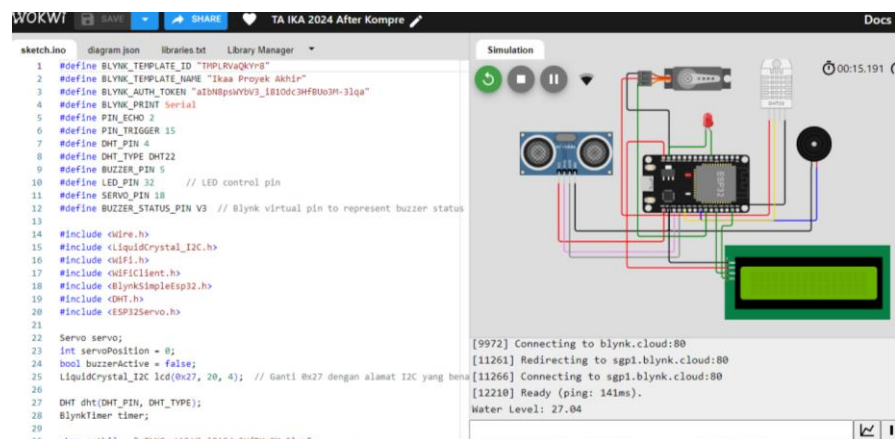 WOKWI SAVE SHARE TA IKA 2024 After Kompre Docs
sketch.ino diagram.json libraries.txt Library Manager
1 #define BLYNK_TEMPLATE_ID "TMPLRVaQkYr8"
2 #define BLYNK_TEMPLATE_NAME "Ikaa Proyek Akhir"
3 #define BLYNK_AUTH_TOKEN "aIbN8psWYbV3_i81Odc3HfBUo3M-3lqa"
4 #define BLYNK_PRINT Serial
5 #define PIN_ECHO 2
6 #define PIN_TRIGGER 15
7 #define DHT_PIN 4
8 #define DHT_TYPE DHT22
9 #define BUZZER_PIN 5
10 #define LED_PIN 32 // LED control pin
11 #define SERVO_PIN 18
12 #define BUZZER_STATUS_PIN V3 // Blynk virtual pin to represent buzzer status
13
14 #include <Wire.h>
15 #include <LiquidCrystal_I2C.h>
16 #include <WiFi.h>
17 #include <WiFiClient.h>
18 #include <BlynkSimpleEsp32.h>
19 #include <DHT.h>
20 #include <ESP32Servo.h>
21
22 Servo servo;
23 int servoPosition = 0;
24 bool buzzerActive = false;
25 LiquidCrystal_I2C lcd(0x27, 20, 4); // Ganti 0x27 dengan alamat I2C yang bena
26
27 DHT dht(DHT_PIN, DHT_TYPE);
28 BlynkTimer timer;
29
Simulation
00:15.191
DHT22
ESP32
[9972] Connecting to blynk.cloud:80
[11261] Redirecting to sgp1.blynk.cloud:80
[11266] Connecting to sgp1.blynk.cloud:80
[12210] Ready (ping: 141ms).
Water Level: 27.04